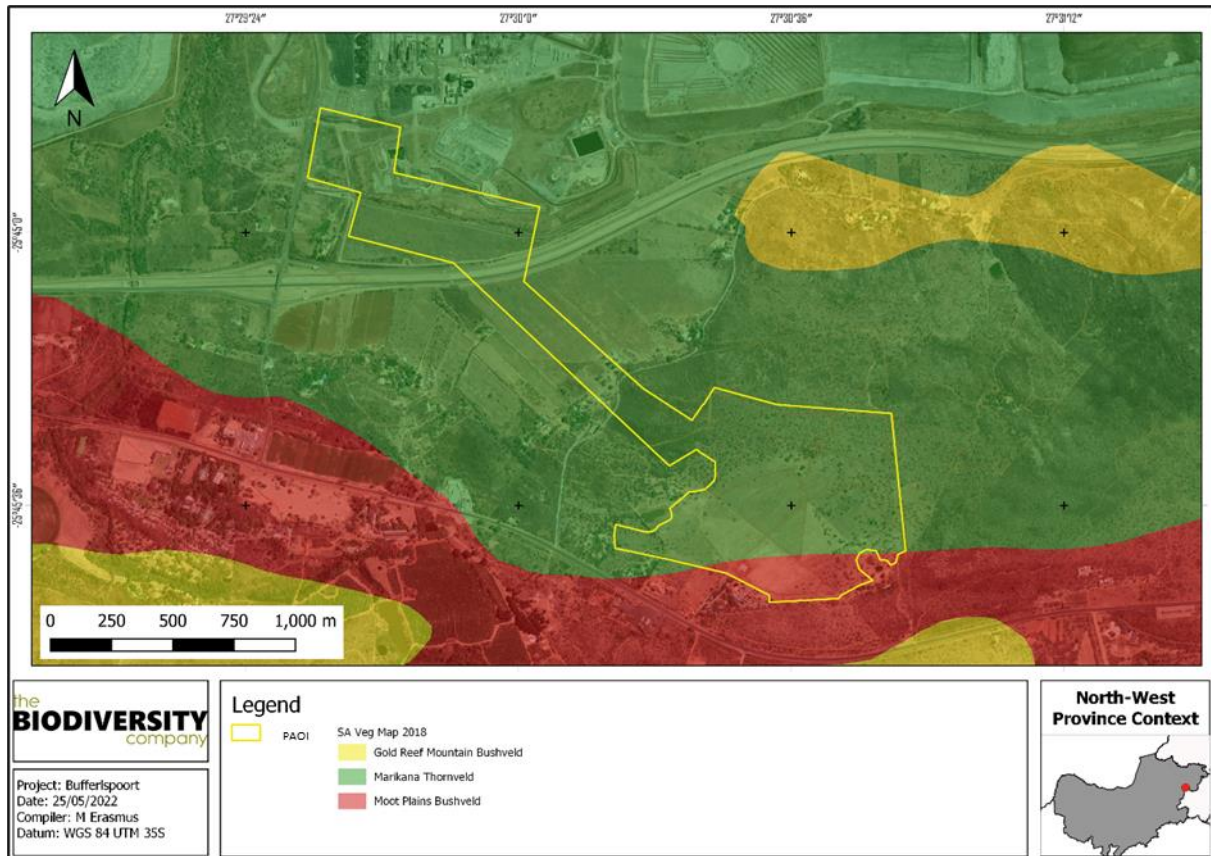 27°29'24" 27°30'0" 27°30'36" 27°31'12"
N
-25°45'0"
-25°45'36"
0 250 500 750 1,000 m
the
BIODIVERSITY
company
Project: Bufferlspoort
Date: 25/05/2022
Compiler: M Erasmus
Datum: WGS 84 UTM 35S
Legend
PAOI SA Veg Map 2018
Gold Reef Mountain Bushveld
Marikana Thornveld
Moot Plains Bushveld
North-West
Province Context